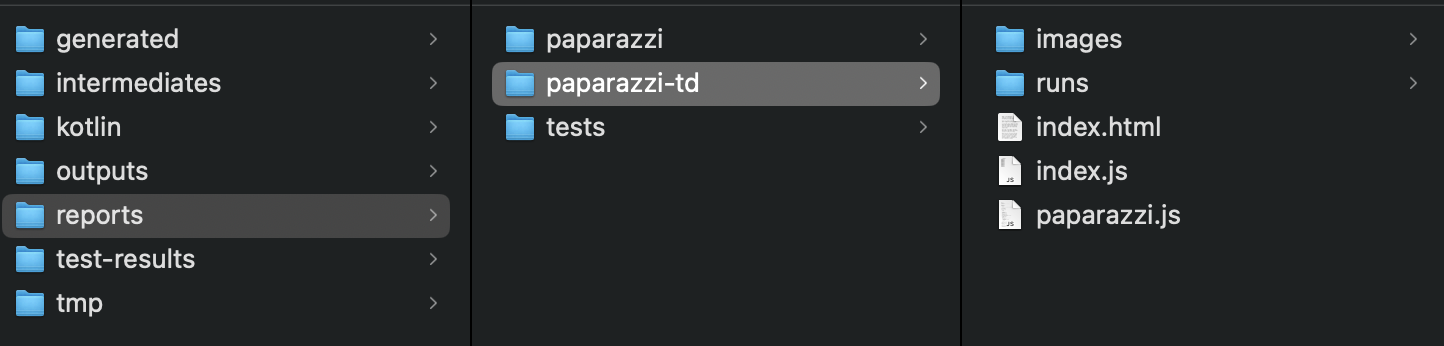 generated
intermediates
kotlin
outputs
reports
test-results
tmp
paparazzi
paparazzi-td
tests
images
runs
index.html
JS index.js
JS paparazzi.js